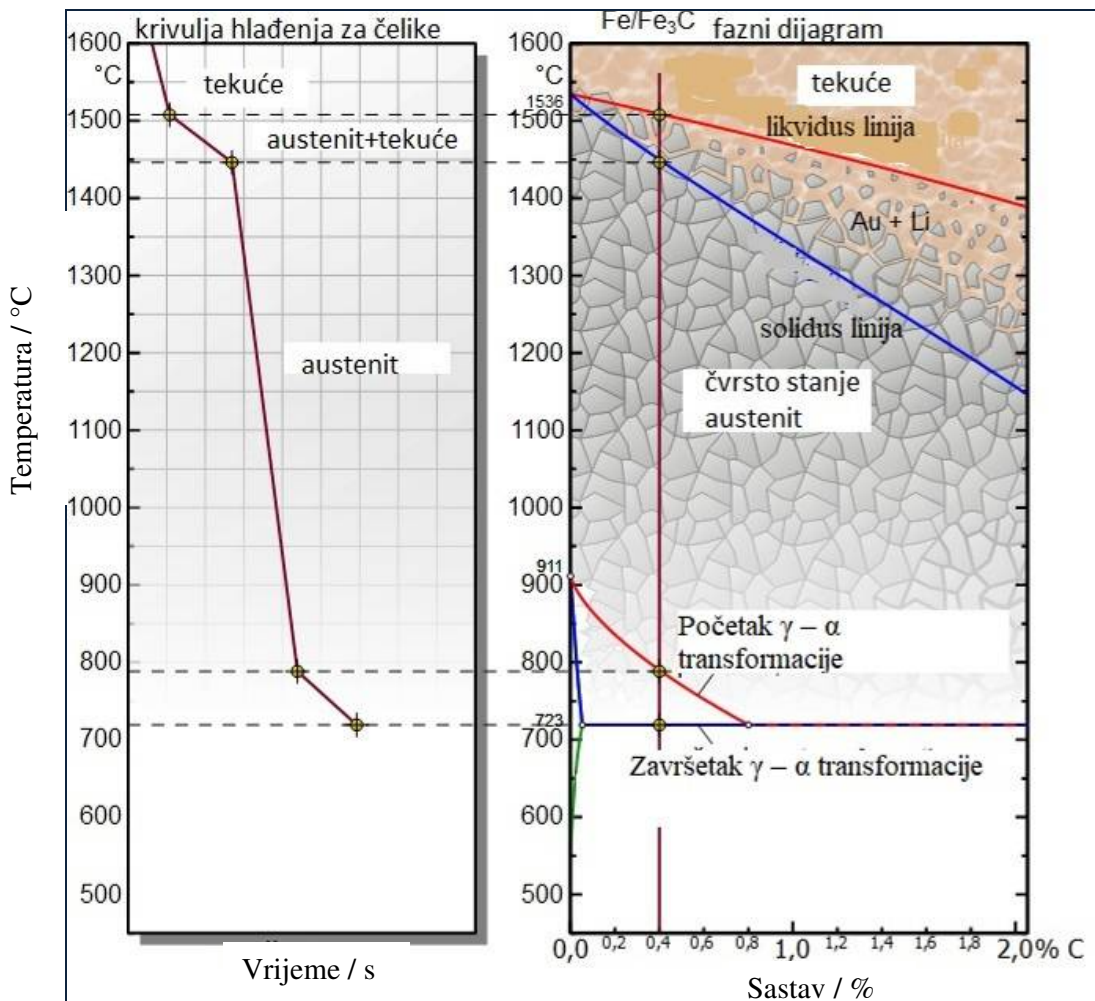 krivulja hlađenja za čelike
Fe/Fe₃C fazni dijagram
1600
°C
1500
1400
1300
1200
1100
1000
900
800
700
600
500
tekuće
austenit+tekuće
austenit
Temperatura / °C
Vrijeme / s
1600
°C
1536
1500
1400
1300
1200
1100
1000
911
900
800
723
700
600
500
tekuće
likvidus linija
Au + Li
solidus linija
čvrsto stanje
austenit
Početak γ – α
transformacije
Završetak γ – α transformacije
0,0 0,2 0,4 0,6 0,8 1,0 1,2 1,4 1,6 1,8 2,0 % C
Sastav / %